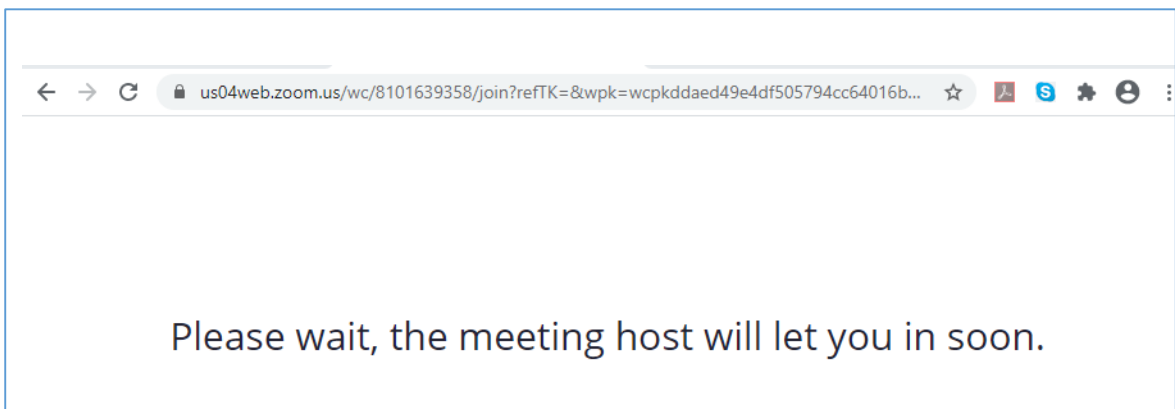 us04web.zoom.us/wc/8101639358/join?refTK=&wpk=wcpkddaed49e4df505794cc64016b...
Please wait, the meeting host will let you in soon.